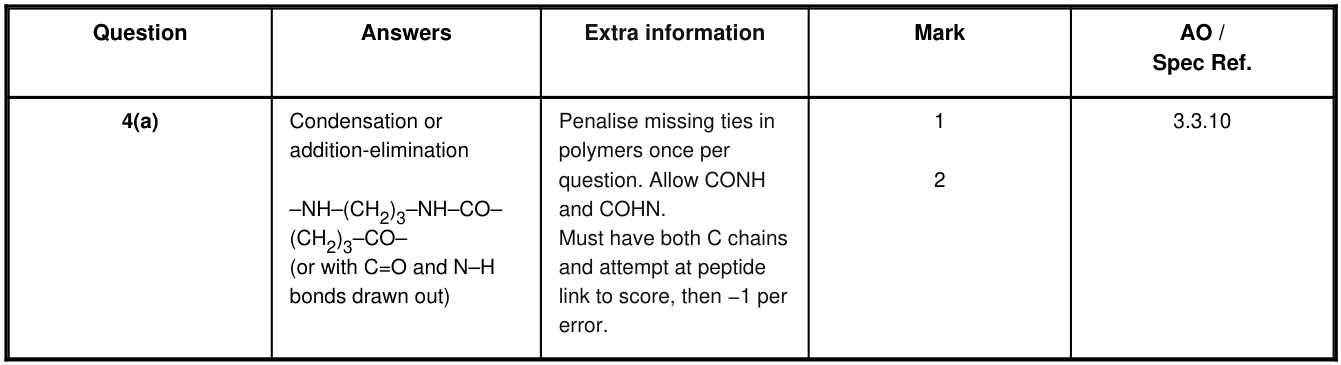 Question
Answers
Extra information
Mark
AO /
Spec Ref.
4(a)
Condensation or
addition-elimination
–NH–(CH2)3–NH–CO–
(CH2)3–CO–
(or with C=O and N–H
bonds drawn out)
Penalise missing ties in
polymers once per
question. Allow CONH
and COHN.
Must have both C chains
and attempt at peptide
link to score, then −1 per
error.
1
2
3.3.10